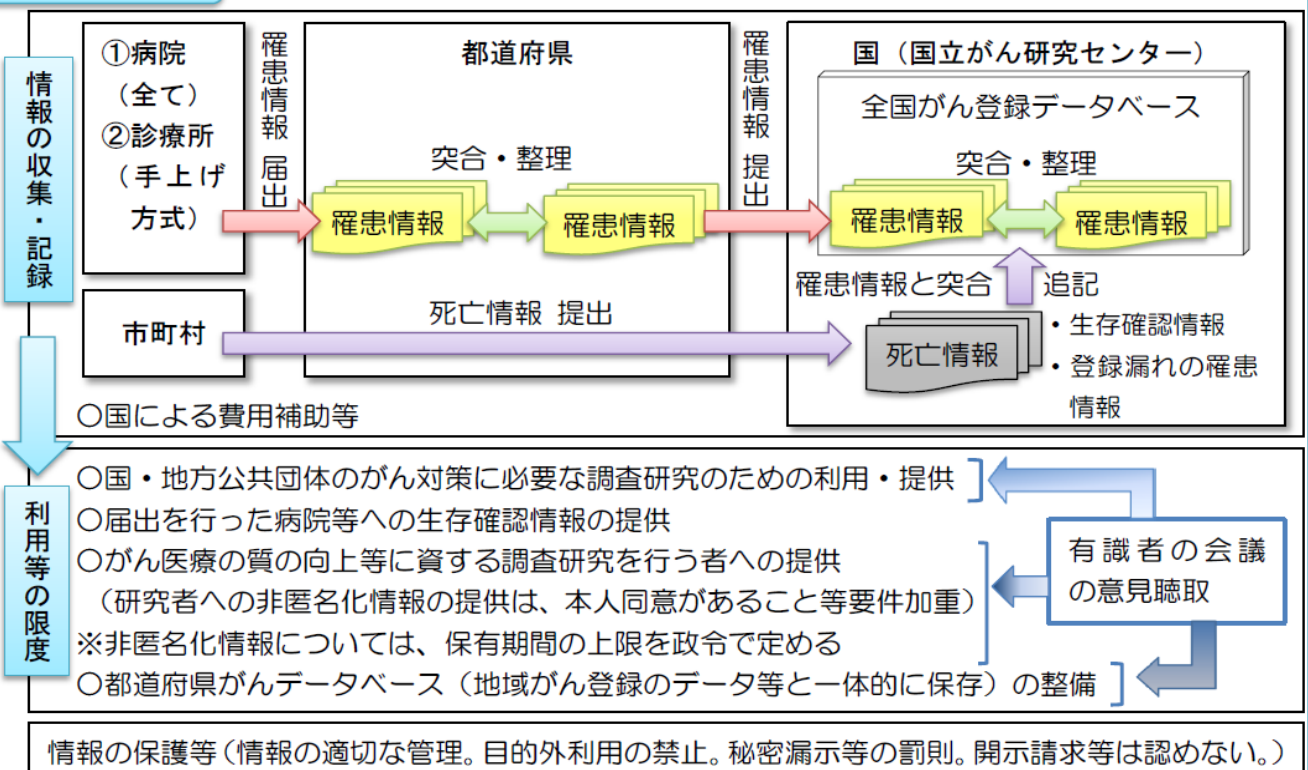 情報の収集・記録
①病院
（全て）
②診療所
（手上げ
方式）
罹患情報 届出
都道府県
突合・整理
罹患情報
罹患情報
罹患情報 提出
国（国立がん研究センター）
全国がん登録データベース
突合・整理
罹患情報
罹患情報
罹患情報と突合
追記
市町村
死亡情報 提出
死亡情報
・生存確認情報
・登録漏れの罹患
情報
○国による費用補助等
利用等の限度
○国・地方公共団体のがん対策に必要な調査研究のための利用・提供
○届出を行った病院等への生存確認情報の提供
○がん医療の質の向上等に資する調査研究を行う者への提供
（研究者への非匿名化情報の提供は、本人同意があること等要件加重）
※非匿名化情報については、保有期間の上限を政令で定める
○都道府県がんデータベース（地域がん登録のデータ等と一体的に保存）の整備
有識者の会議
の意見聴取
情報の保護等（情報の適切な管理。目的外利用の禁止。秘密漏示等の罰則。開示請求等は認めない。）